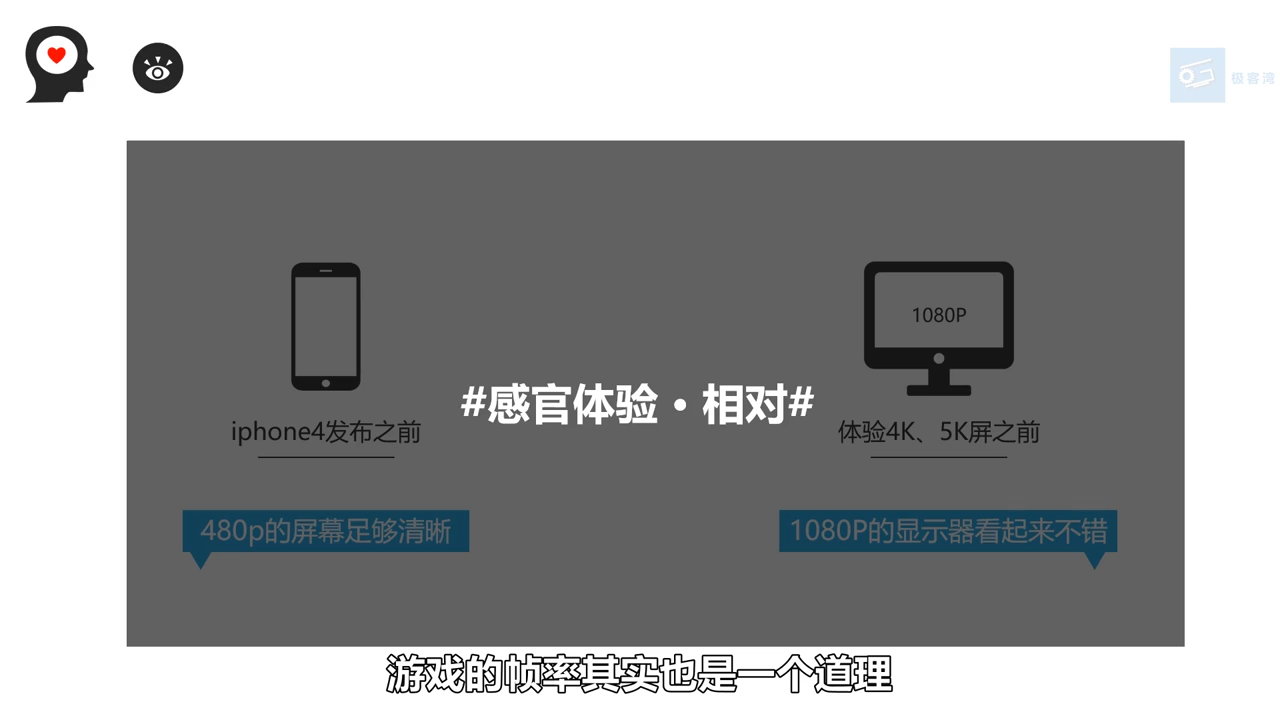 极客湾
1080P
#感官体验·相对#
iphone4发布之前
体验4K、5K屏之前
480p的屏幕足够清晰
1080P的显示器看起来不错
游戏的帧率其实也是一个道理